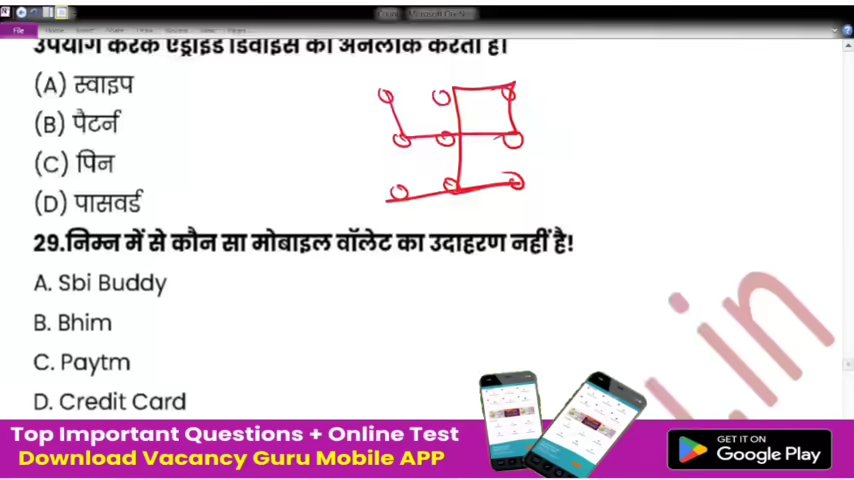 उपयोग करके एंड्राइड डिवाइस को अनलॉक करता है।
(A) स्वाइप
(B) पैटर्न
(C) पिन
(D) पासवर्ड
29.निम्न में से कौन सा मोबाइल वॉलेट का उदाहरण नहीं है!
A. Sbi Buddy
B. Bhim
C. Paytm
D. Credit Card
Top Important Questions + Online Test
Download Vacancy Guru Mobile APP
GET IT ON
Google Play
File